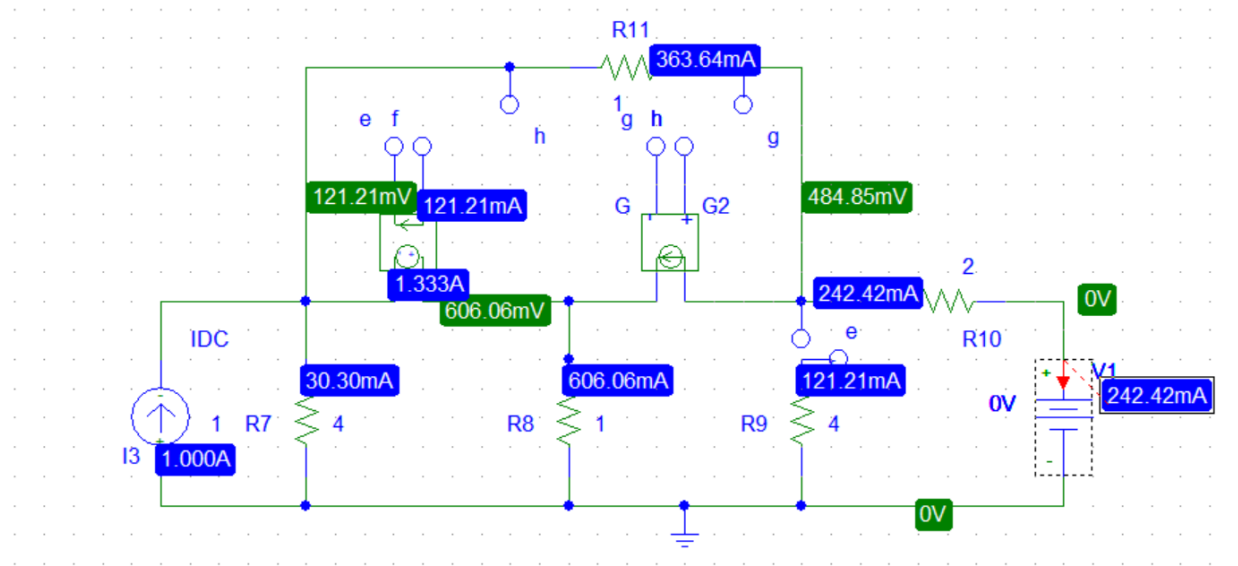 R11
363.64mA
1
e f
g h
h
g
121.21mV
121.21mA
G
G2
484.85mV
- +
1.333A
606.06mV
242.42mA
2
0V
IDC
e
R10
30.30mA
606.06mA
121.21mA
+
V1
242.42mA
0V
-
1
R7
4
R8
1
R9
4
+
I3
1.000A
-
0V